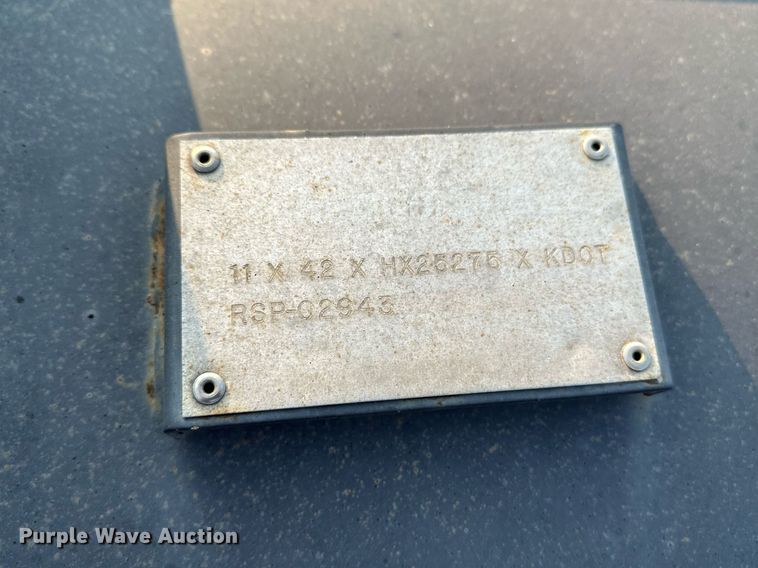 11 X 42 X HX25275 X KDOT
RSP-02943
Purple Wave Auction